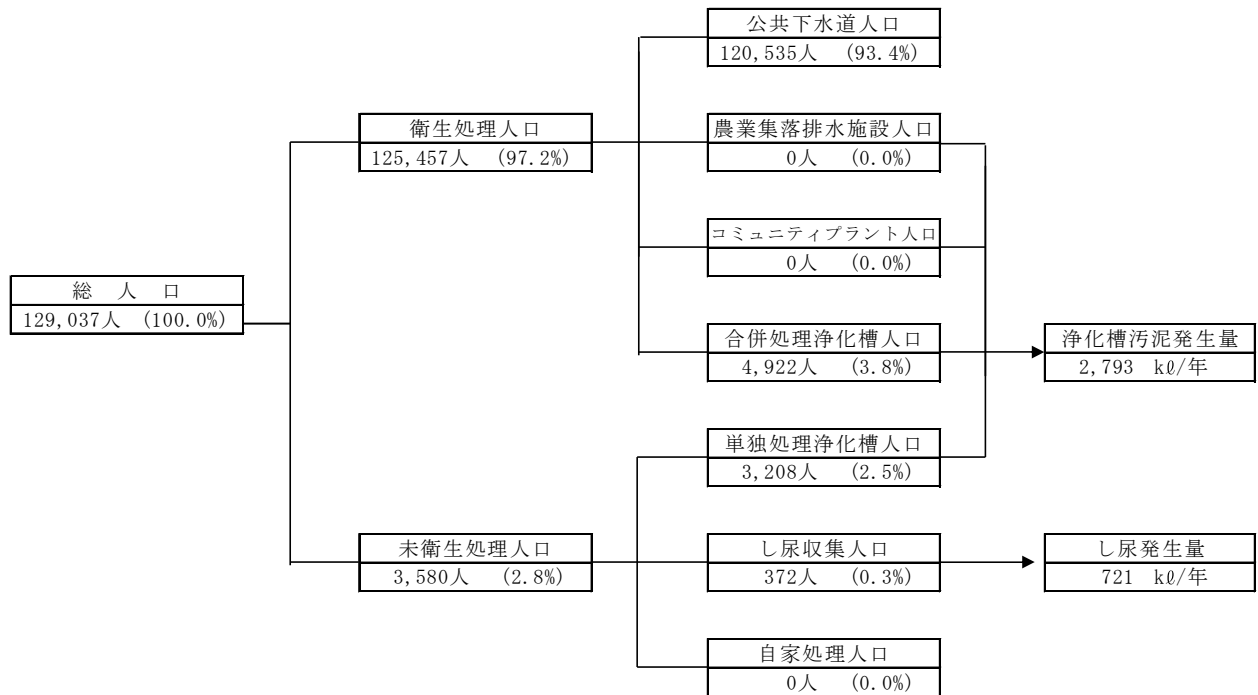 公共下水道人口
120,535人 (93.4%)
衛生処理人口
125,457人 (97.2%)
農業集落排水施設人口
0人 (0.0%)
コミュニティプラント人口
0人 (0.0%)
総 人 口
129,037人 (100.0%)
合併処理浄化槽人口
4,922人 (3.8%)
浄化槽汚泥発生量
2,793 kℓ/年
単独処理浄化槽人口
3,208人 (2.5%)
未衛生処理人口
3,580人 (2.8%)
し尿収集人口
372人 (0.3%)
し尿発生量
721 kℓ/年
自家処理人口
0人 (0.0%)